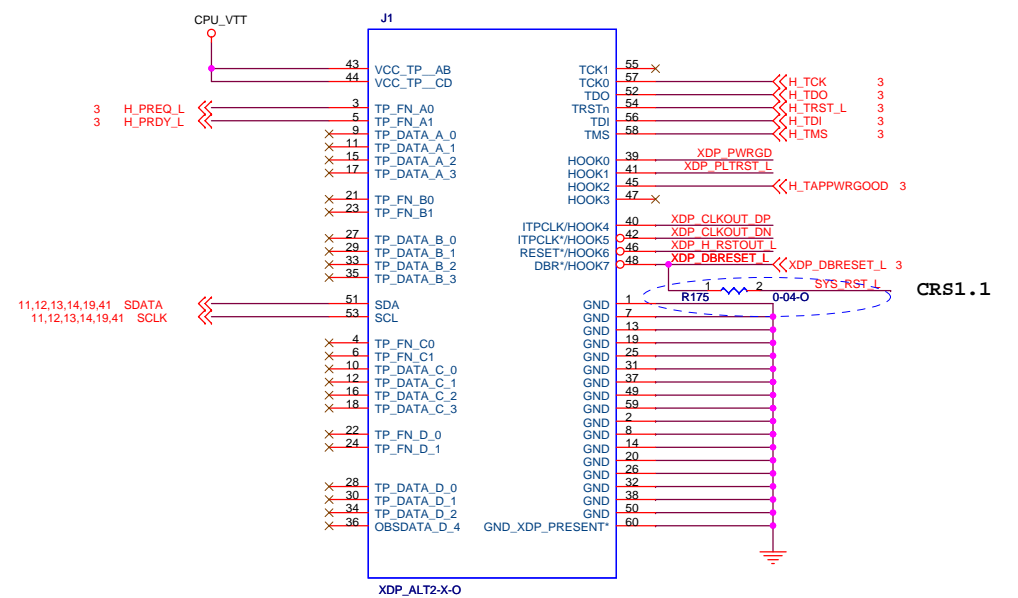 CPU_VTT
J1
43 VCC_TP__AB
44 VCC_TP__CD
3 H_PREQ_L 3 TP_FN_A0
3 H_PRDY_L 5 TP_FN_A1
9 TP_DATA_A_0
11 TP_DATA_A_1
15 TP_DATA_A_2
17 TP_DATA_A_3
21 TP_FN_B0
23 TP_FN_B1
27 TP_DATA_B_0
29 TP_DATA_B_1
33 TP_DATA_B_2
35 TP_DATA_B_3
11,12,13,14,19,41 SDATA 51 SDA
11,12,13,14,19,41 SCLK 53 SCL
4 TP_FN_C0
6 TP_FN_C1
10 TP_DATA_C_0
12 TP_DATA_C_1
16 TP_DATA_C_2
18 TP_DATA_C_3
22 TP_FN_D_0
24 TP_FN_D_1
28 TP_DATA_D_0
30 TP_DATA_D_1
34 TP_DATA_D_2
36 OBSDATA_D_4
TCK1 55
TCK0 57 H_TCK 3
TDO 52 H_TDO 3
TRSTn 54 H_TRST_L 3
TDI 56 H_TDI 3
TMS 58 H_TMS 3
HOOK0 39 XDP_PWRGD
HOOK1 41 XDP_PLTRST_L
HOOK2 45 H_TAPPWRGOOD 3
HOOK3 47
ITPCLK/HOOK4 40 XDP_CLKOUT_DP
ITPCLK*/HOOK5 42 XDP_CLKOUT_DN
RESET*/HOOK6 46 XDP_H_RSTOUT_L
DBR*/HOOK7 48 XDP_DBRESET_L XDP_DBRESET_L 3
1 2 SYS_RST_L
R175 0-04-O
CRS1.1
GND 1
GND 7
GND 13
GND 19
GND 25
GND 31
GND 37
GND 49
GND 59
GND 2
GND 8
GND 14
GND 20
GND 26
GND 32
GND 38
GND 50
GND_XDP_PRESENT* 60
XDP_ALT2-X-O